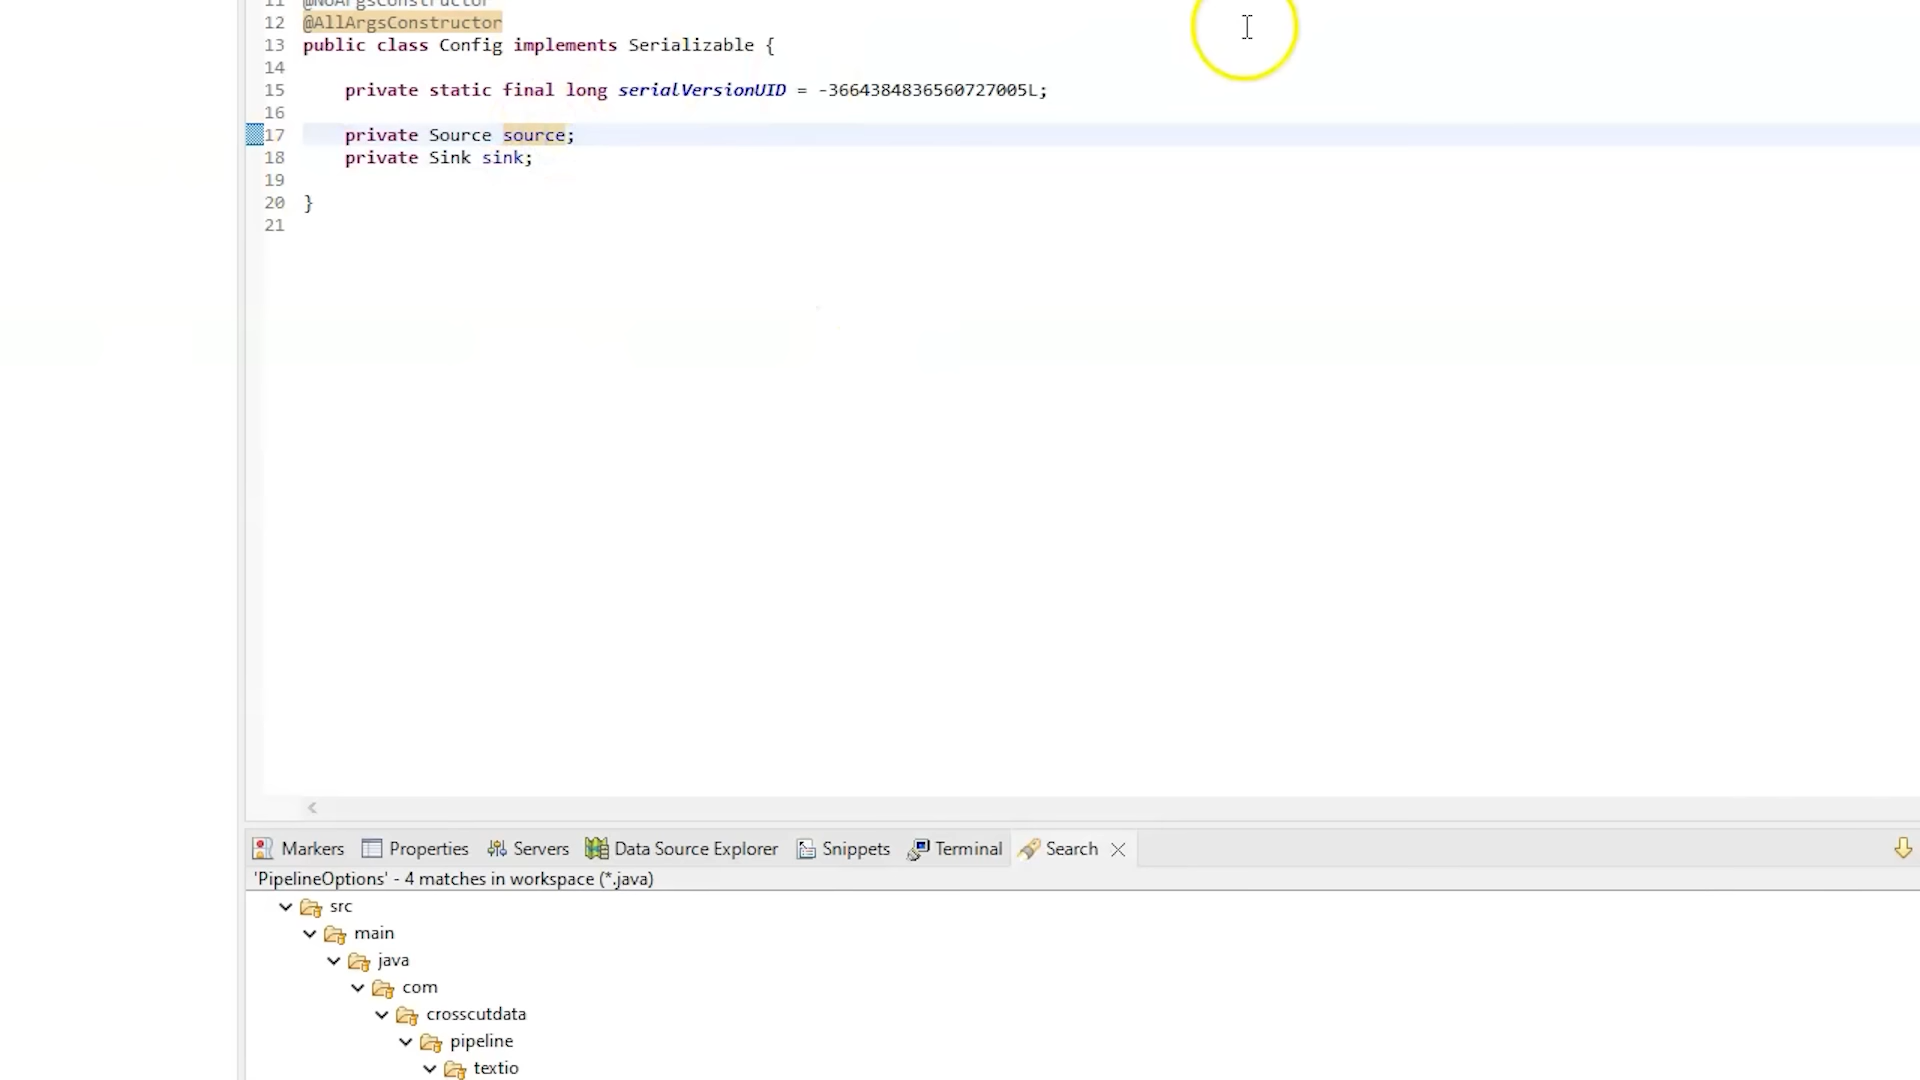 11 @NoArgsConstructor
12 @AllArgsConstructor
13 public class Config implements Serializable {
14
15 private static final long serialVersionUID = -3664384836560727005L;
16
17 private Source source;
18 private Sink sink;
19
20 }
21
Markers Properties Servers Data Source Explorer Snippets Terminal Search
'PipelineOptions' - 4 matches in workspace (*.java)
src
main
java
com
crosscutdata
pipeline
textio